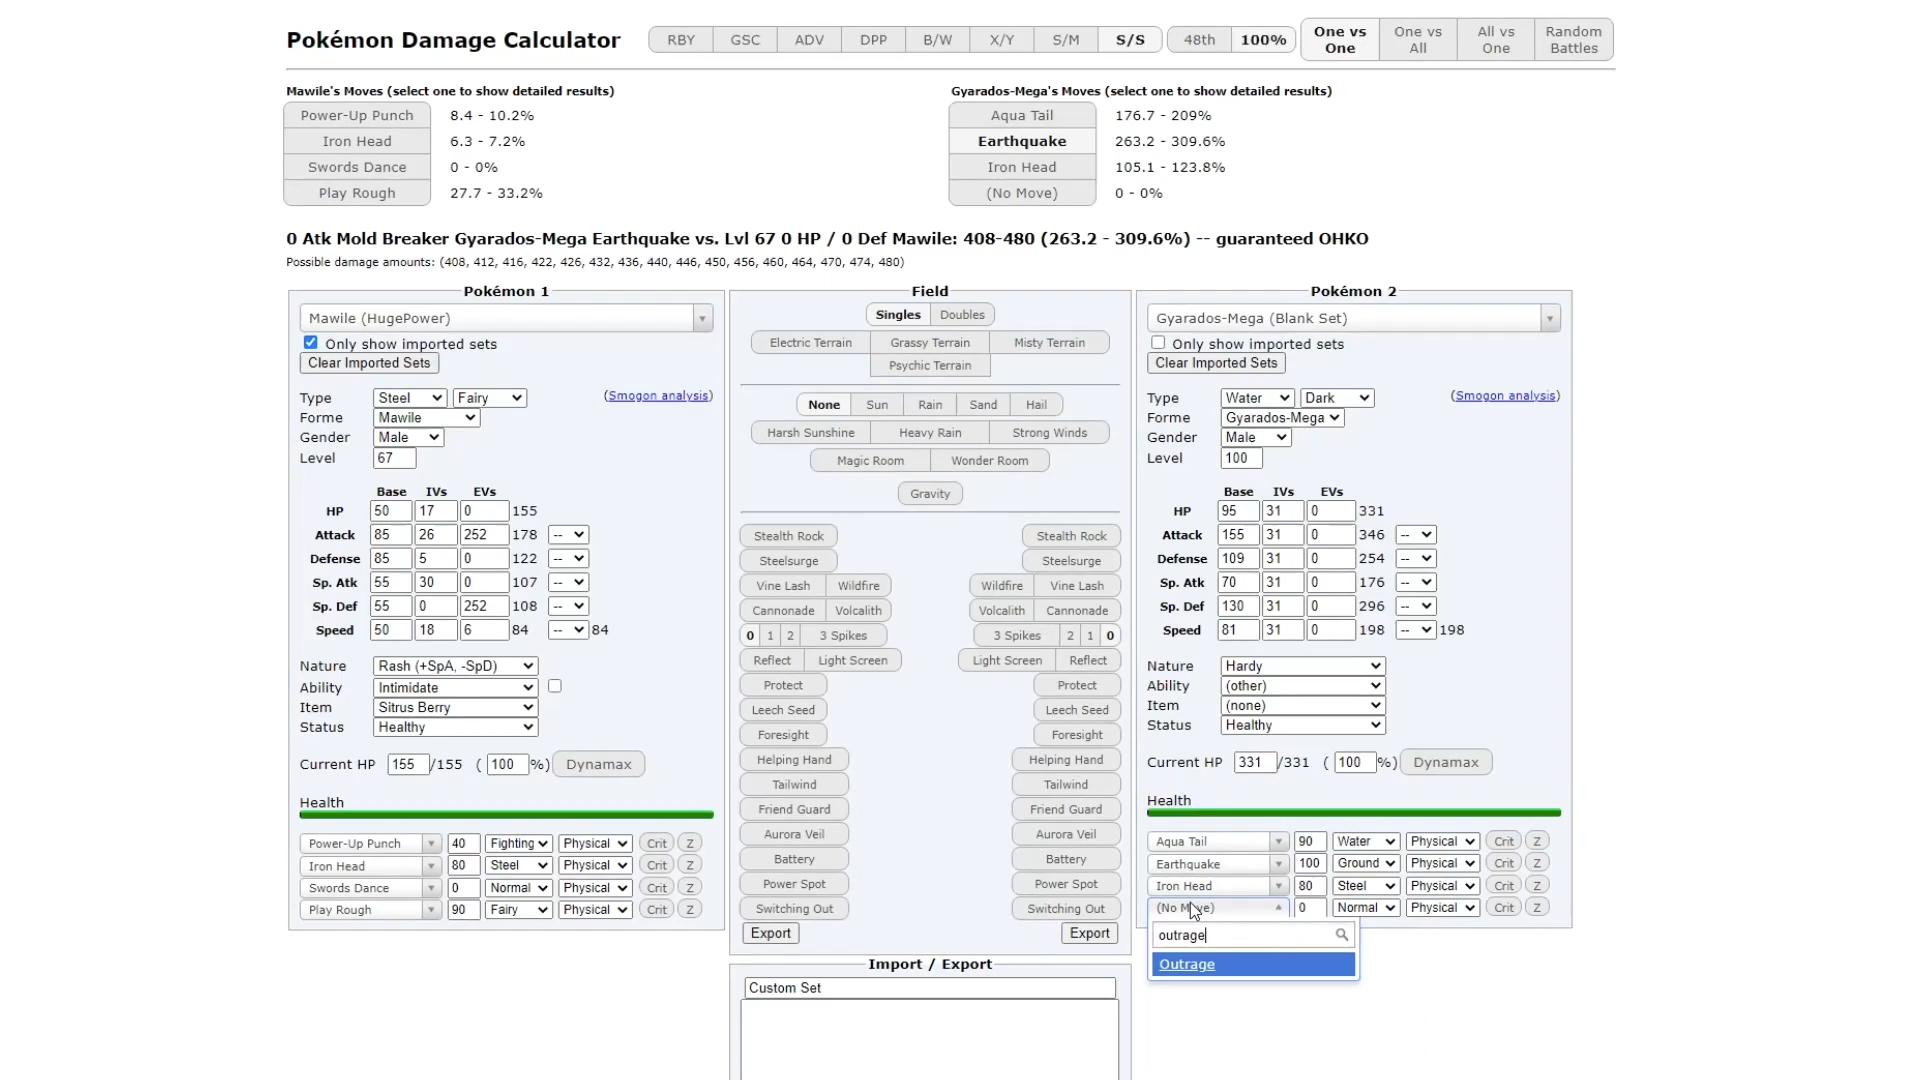 Pokémon Damage Calculator
RBY GSC ADV DPP B/W X/Y S/M S/S
48th 100%
One vs One
One vs All
All vs One
Random Battles
Mawile's Moves (select one to show detailed results)
Power-Up Punch 8.4 - 10.2%
Iron Head 6.3 - 7.2%
Swords Dance 0 - 0%
Play Rough 27.7 - 33.2%
Gyarados-Mega's Moves (select one to show detailed results)
Aqua Tail 176.7 - 209%
Earthquake 263.2 - 309.6%
Iron Head 105.1 - 123.8%
(No Move) 0 - 0%
0 Atk Mold Breaker Gyarados-Mega Earthquake vs. Lvl 67 0 HP / 0 Def Mawile: 408-480 (263.2 - 309.6%) -- guaranteed OHKO
Possible damage amounts: (408, 412, 416, 422, 426, 432, 436, 440, 446, 450, 456, 460, 464, 470, 474, 480)
Pokémon 1
Mawile (HugePower)
Only show imported sets
Clear Imported Sets
Type Steel Fairy (Smogon analysis)
Forme Mawile
Gender Male
Level 67
Base IVs EVs
HP 50 17 0 155
Attack 85 26 252 178 --
Defense 85 5 0 122 --
Sp. Atk 55 30 0 107 --
Sp. Def 55 0 252 108 --
Speed 50 18 6 84 -- 84
Nature Rash (+SpA, -SpD)
Ability Intimidate
Item Sitrus Berry
Status Healthy
Current HP 155 /155 ( 100 %) Dynamax
Health
Power-Up Punch 40 Fighting Physical Crit Z
Iron Head 80 Steel Physical Crit Z
Swords Dance 0 Normal Physical Crit Z
Play Rough 90 Fairy Physical Crit Z
Field
Singles Doubles
Electric Terrain Grassy Terrain Misty Terrain
Psychic Terrain
None Sun Rain Sand Hail
Harsh Sunshine Heavy Rain Strong Winds
Magic Room Wonder Room
Gravity
Stealth Rock Stealth Rock
Steelsurge Steelsurge
Vine Lash Wildfire Wildfire Vine Lash
Cannonade Volcalith Volcalith Cannonade
0 1 2 3 Spikes 3 Spikes 2 1 0
Reflect Light Screen Light Screen Reflect
Protect Protect
Leech Seed Leech Seed
Foresight Foresight
Helping Hand Helping Hand
Tailwind Tailwind
Friend Guard Friend Guard
Aurora Veil Aurora Veil
Battery Battery
Power Spot Power Spot
Switching Out Switching Out
Export Export
Import / Export
Custom Set
Pokémon 2
Gyarados-Mega (Blank Set)
Only show imported sets
Clear Imported Sets
Type Water Dark (Smogon analysis)
Forme Gyarados-Mega
Gender Male
Level 100
Base IVs EVs
HP 95 31 0 331
Attack 155 31 0 346 --
Defense 109 31 0 254 --
Sp. Atk 70 31 0 176 --
Sp. Def 130 31 0 296 --
Speed 81 31 0 198 -- 198
Nature Hardy
Ability (other)
Item (none)
Status Healthy
Current HP 331 /331 ( 100 %) Dynamax
Health
Aqua Tail 90 Water Physical Crit Z
Earthquake 100 Ground Physical Crit Z
Iron Head 80 Steel Physical Crit Z
(No Move) 0 Normal Physical Crit Z
outrage
Outrage